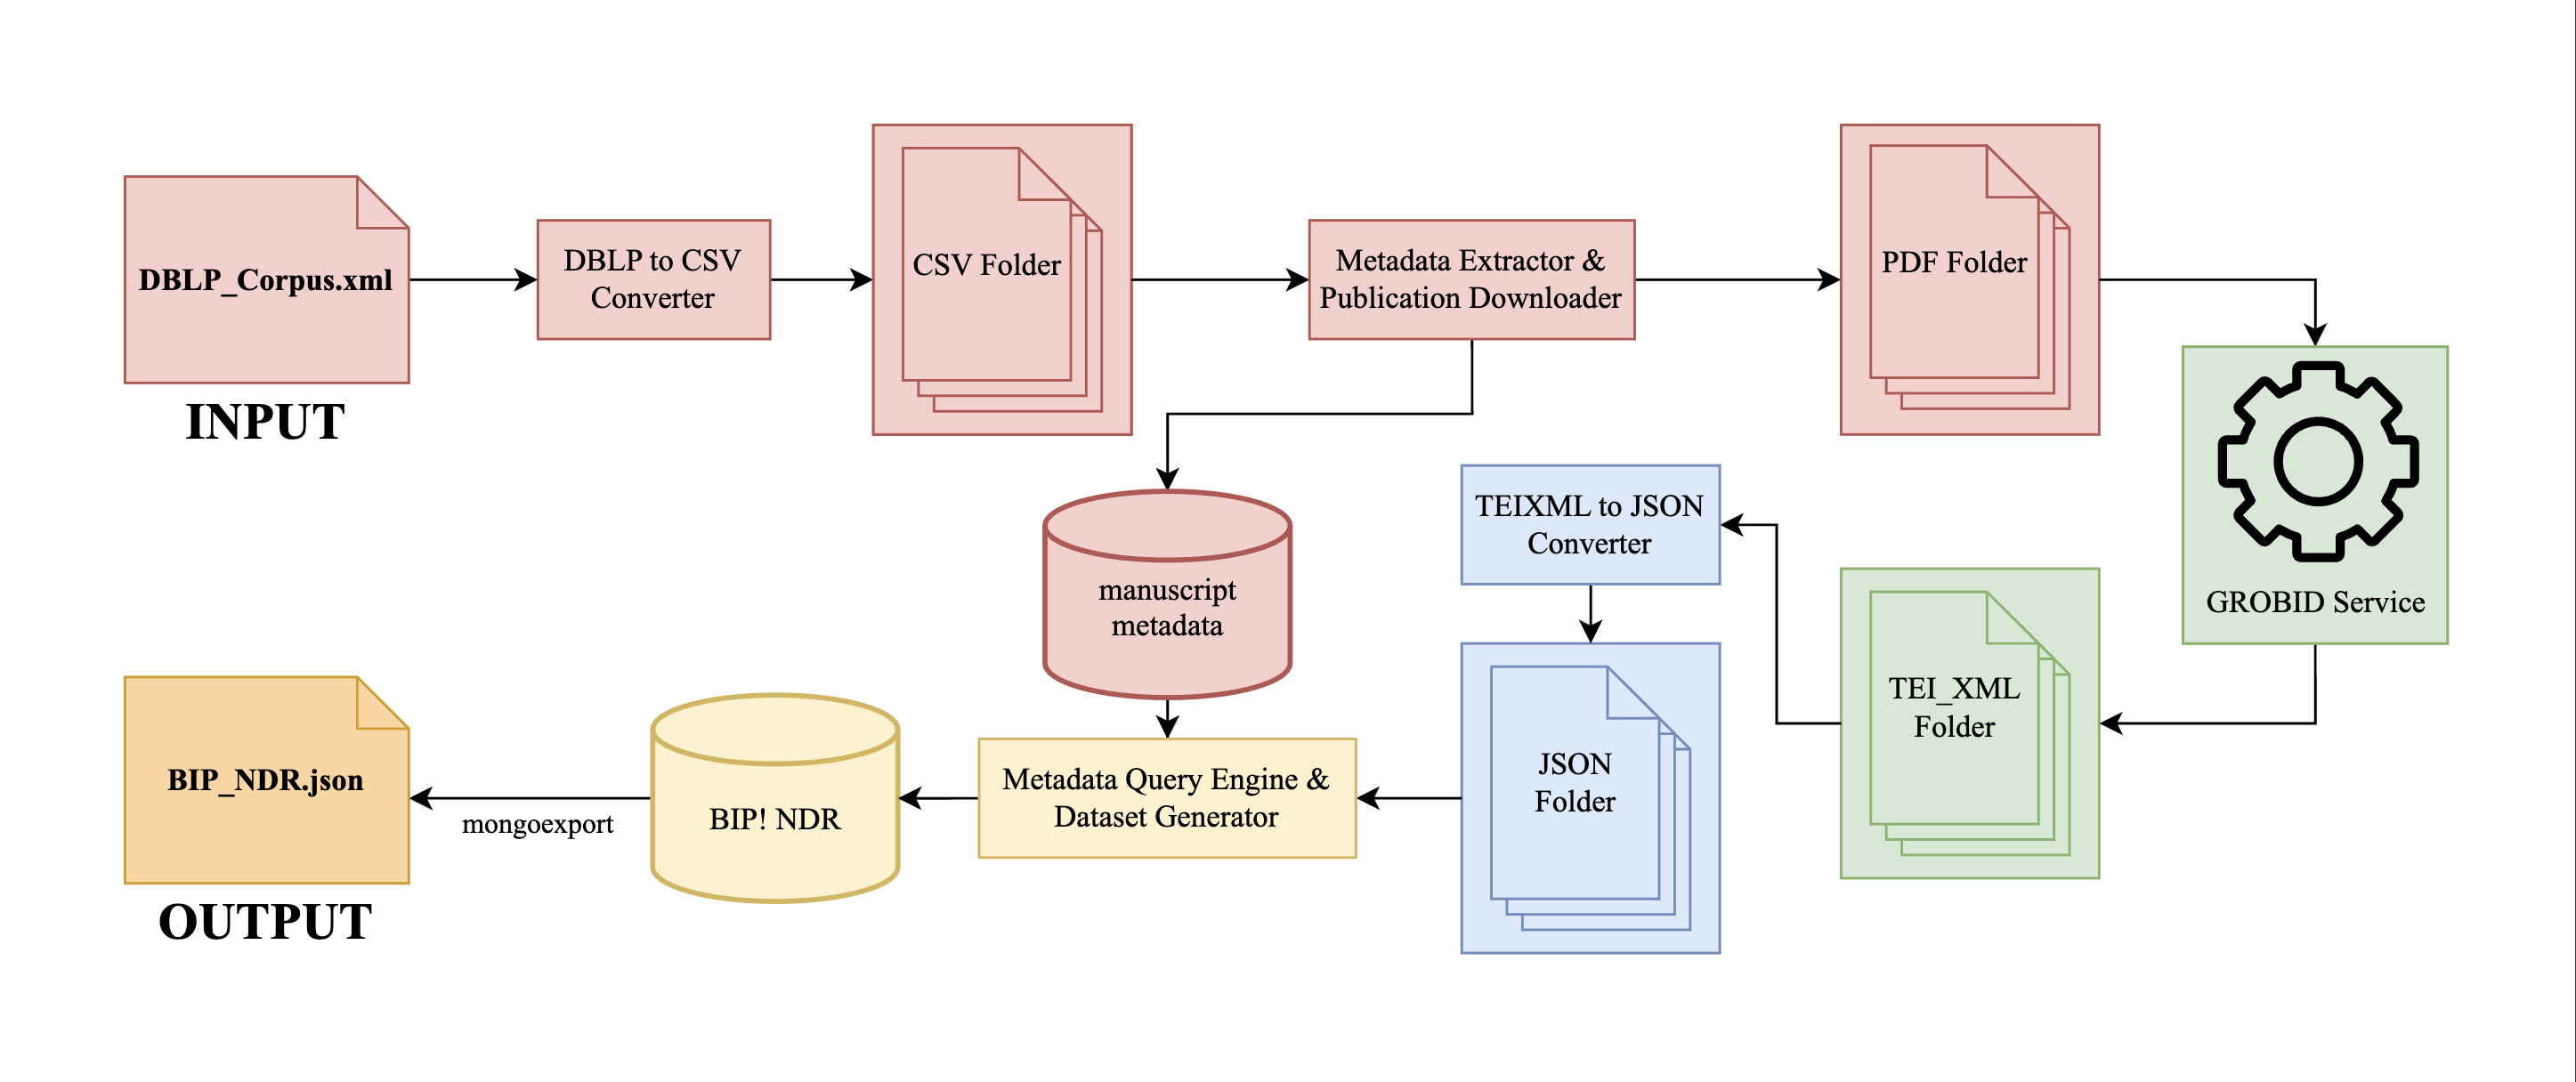 DBLP_Corpus.xml
INPUT
DBLP to CSV
Converter
CSV Folder
Metadata Extractor &
Publication Downloader
PDF Folder
GROBID Service
TEI_XML
Folder
TEIXML to JSON
Converter
JSON
Folder
manuscript
metadata
Metadata Query Engine &
Dataset Generator
BIP! NDR
mongoexport
BIP_NDR.json
OUTPUT